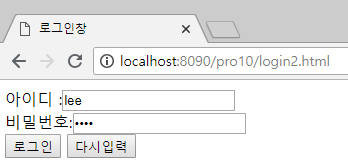 로그인창
localhost:8090/pro10/login2.html
아이디 :lee
비밀번호:••••
로그인 다시입력